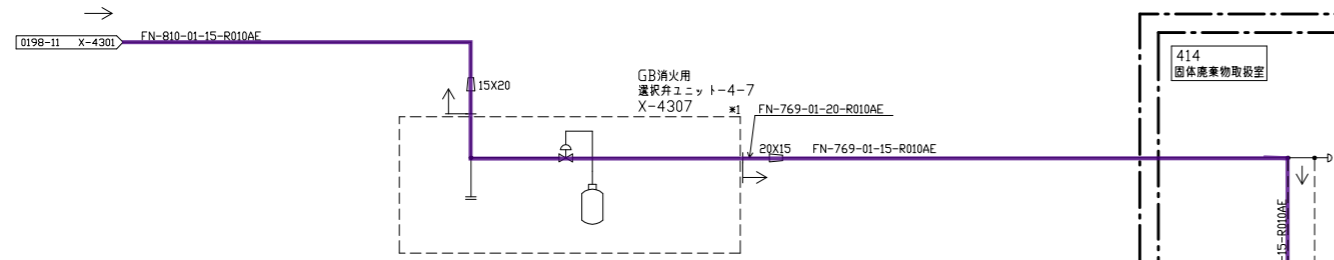 0198-11 X-4301
FN-810-01-15-R010AE
15X20
GB消火用
選択弁ユニット-4-7
X-4307
*1
FN-769-01-20-R010AE
20X15
FN-769-01-15-R010AE
414
固体廃棄物取扱室
-15-R010AE